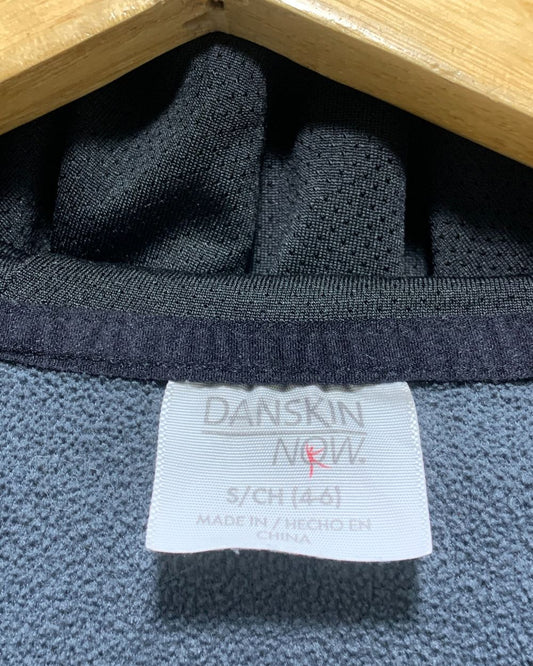 DANSKIN
NOW.
S/CH (4-6)
MADE IN / HECHO EN
CHINA